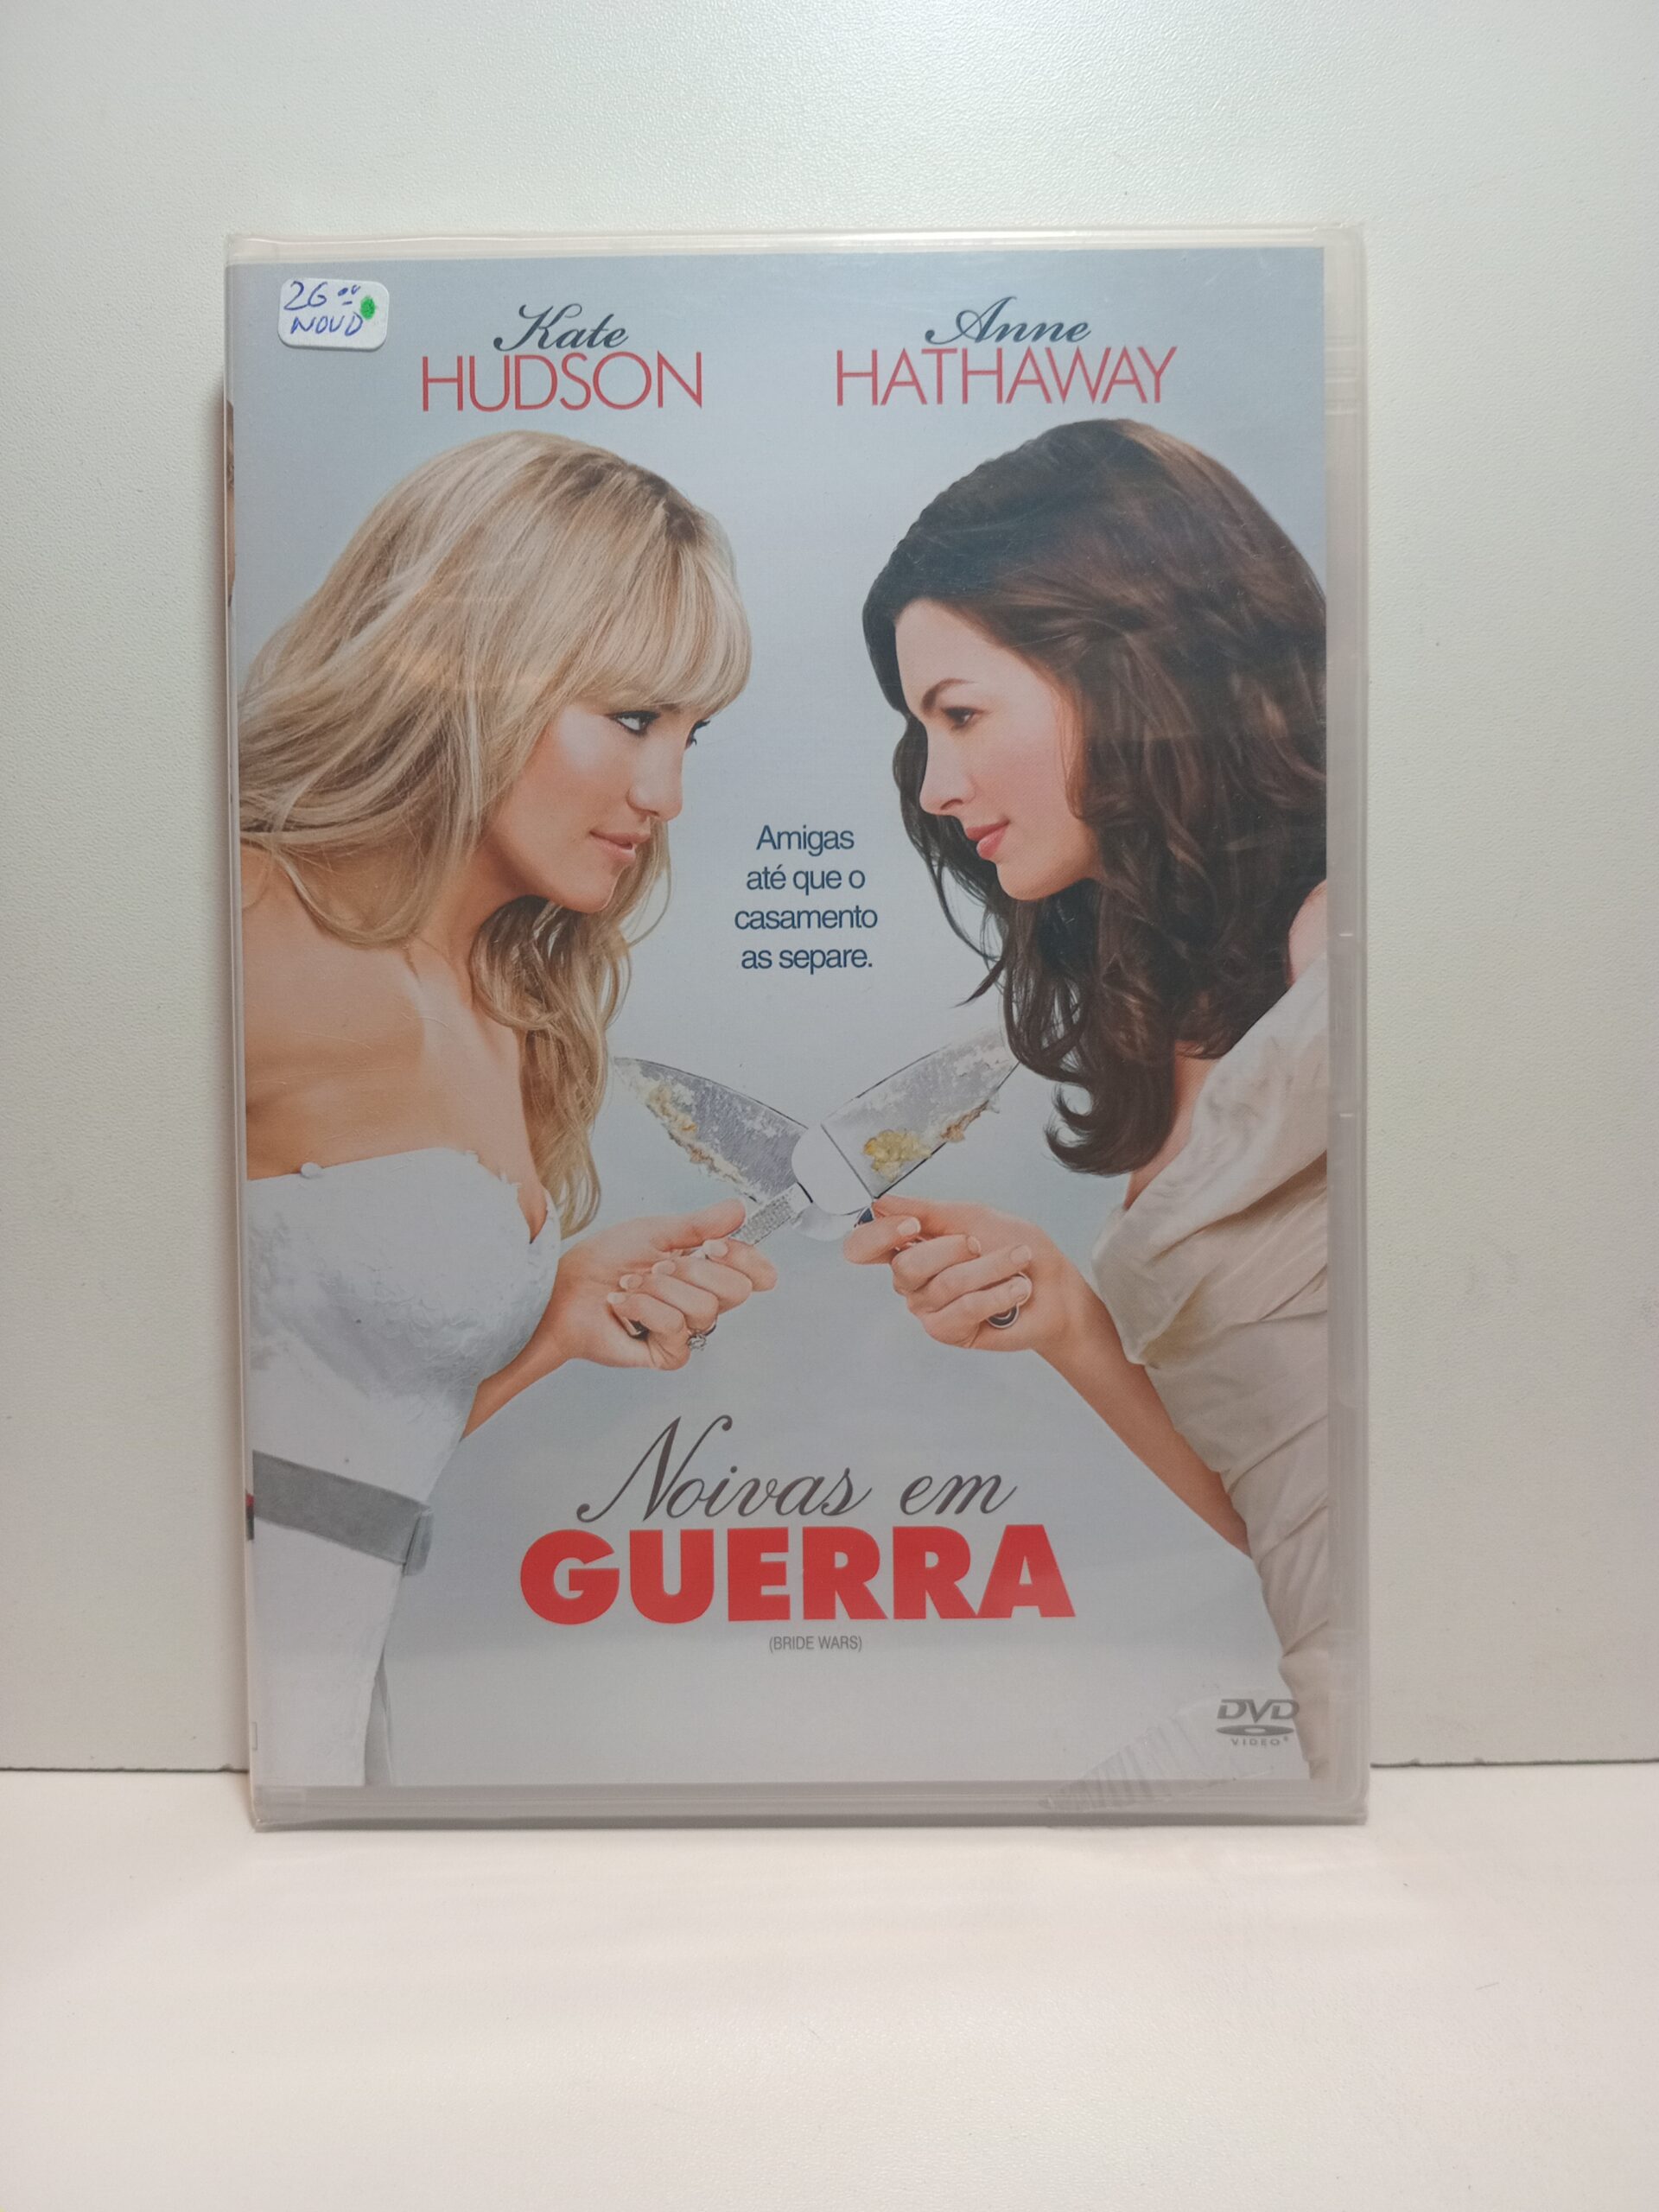 26,00
NOVO
Kate Anne
HUDSON HATHAWAY
Amigas
até que o
casamento
as separe.
Noivas em
GUERRA
(BRIDE WARS)
DVD
VIDEO